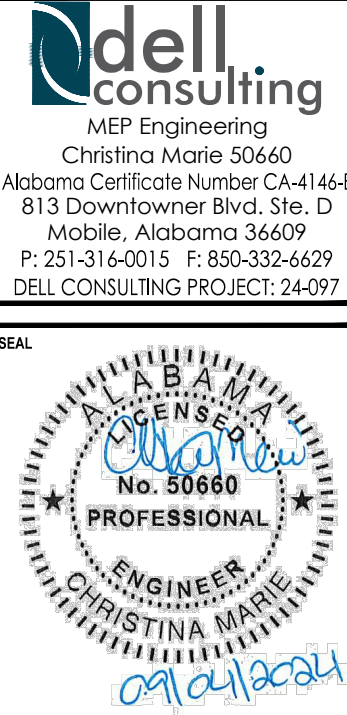 dell
consulting
MEP Engineering
Christina Marie 50660
Alabama Certificate Number CA-4146-E
813 Downtowner Blvd. Ste. D
Mobile, Alabama 36609
P: 251-316-0015 F: 850-332-6629
DELL CONSULTING PROJECT: 24-097
SEAL
ALABAMA
LICENSED
No. 50660
PROFESSIONAL
ENGINEER
CHRISTINA MARIE
09/04/2024